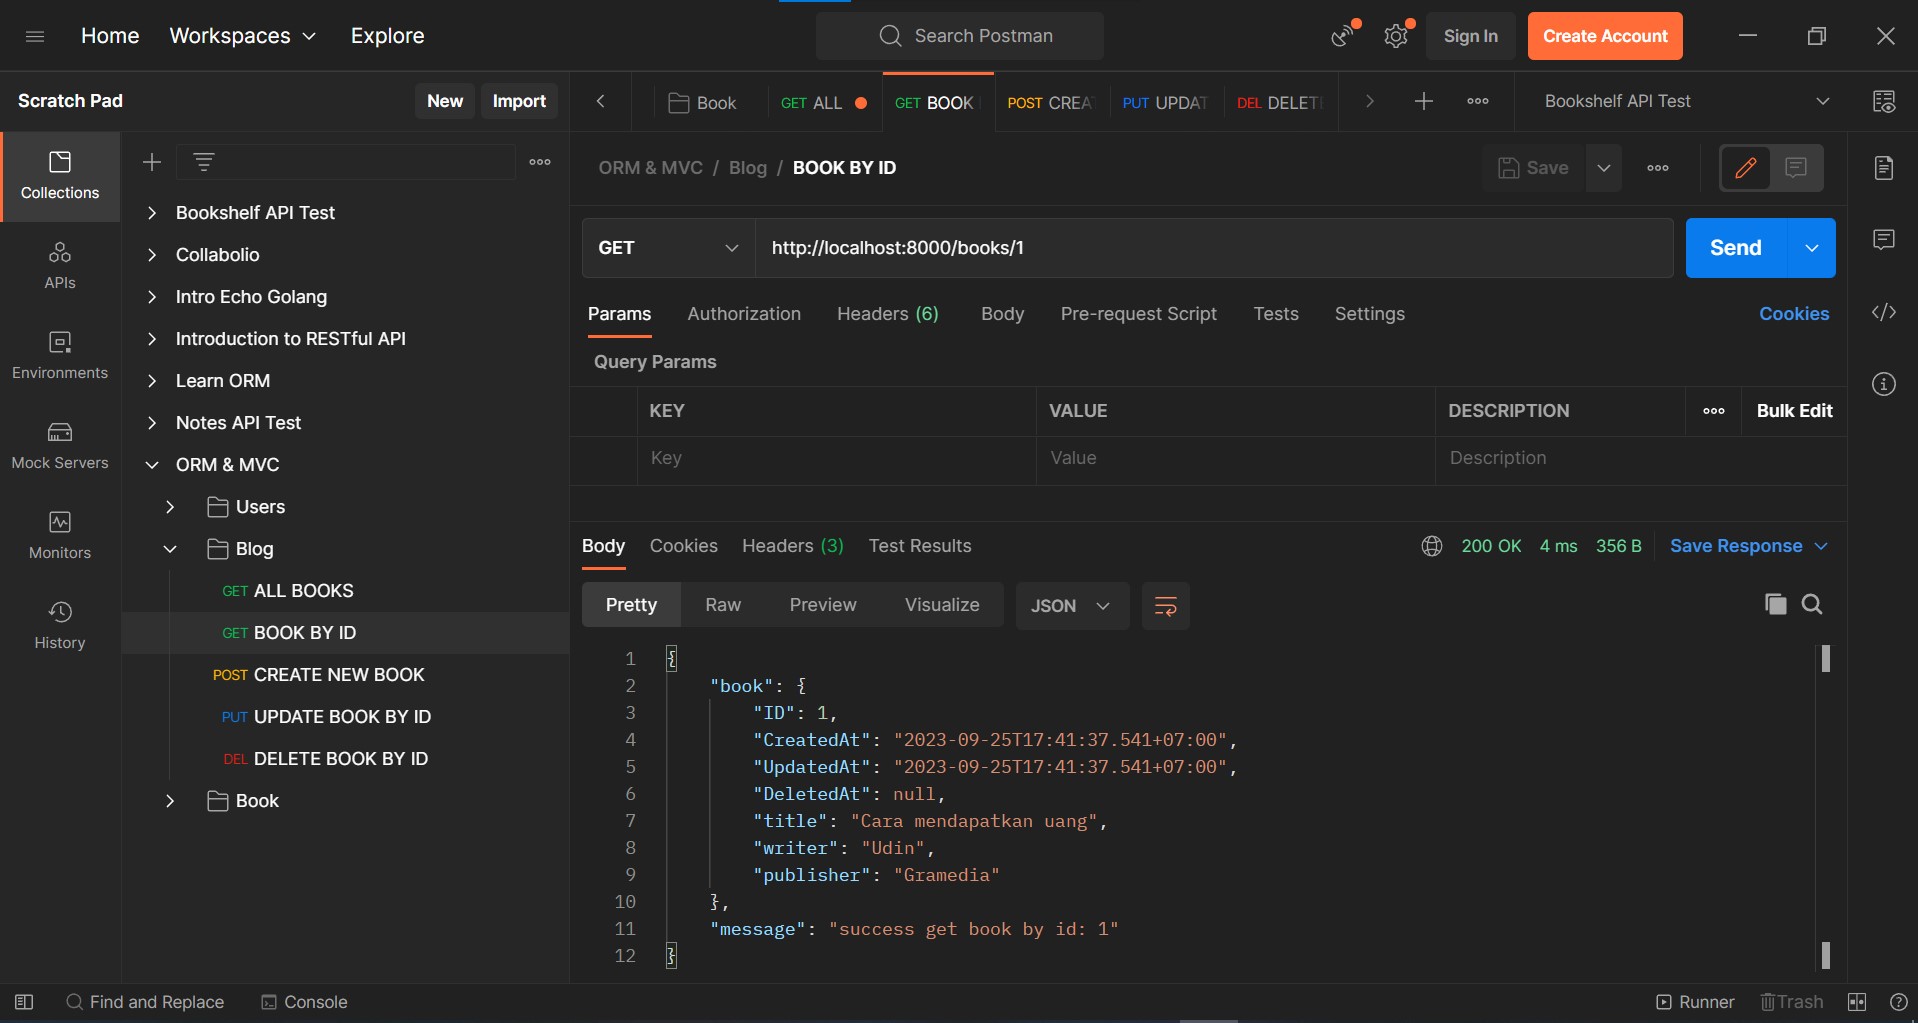 Home Workspaces Explore Search Postman Sign In Create Account
Scratch Pad New Import
Book GET ALL GET BOOK POST CREA PUT UPDAT DEL DELET Bookshelf API Test
Collections
APIs
Environments
Mock Servers
Monitors
History
Bookshelf API Test
Collabolio
Intro Echo Golang
Introduction to RESTful API
Learn ORM
Notes API Test
ORM & MVC
Users
Blog
GET ALL BOOKS
GET BOOK BY ID
POST CREATE NEW BOOK
PUT UPDATE BOOK BY ID
DEL DELETE BOOK BY ID
Book
ORM & MVC / Blog / BOOK BY ID Save
GET http://localhost:8000/books/1 Send
Params Authorization Headers (6) Body Pre-request Script Tests Settings Cookies
Query Params
KEY VALUE DESCRIPTION Bulk Edit
Key Value Description
Body Cookies Headers (3) Test Results 200 OK 4 ms 356 B Save Response
Pretty Raw Preview Visualize JSON
1 {
2 "book": {
3 "ID": 1,
4 "CreatedAt": "2023-09-25T17:41:37.541+07:00",
5 "UpdatedAt": "2023-09-25T17:41:37.541+07:00",
6 "DeletedAt": null,
7 "title": "Cara mendapatkan uang",
8 "writer": "Udin",
9 "publisher": "Gramedia"
10 },
11 "message": "success get book by id: 1"
12 }
Find and Replace Console Runner Trash